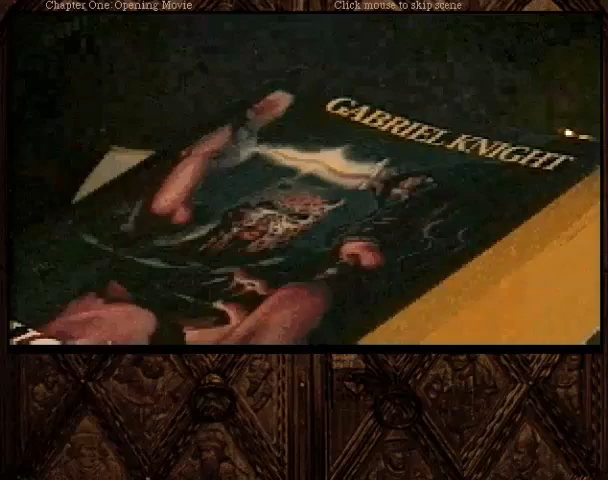 Chapter One: Opening Movie
Click mouse to skip scene
GABRIEL KNIGHT